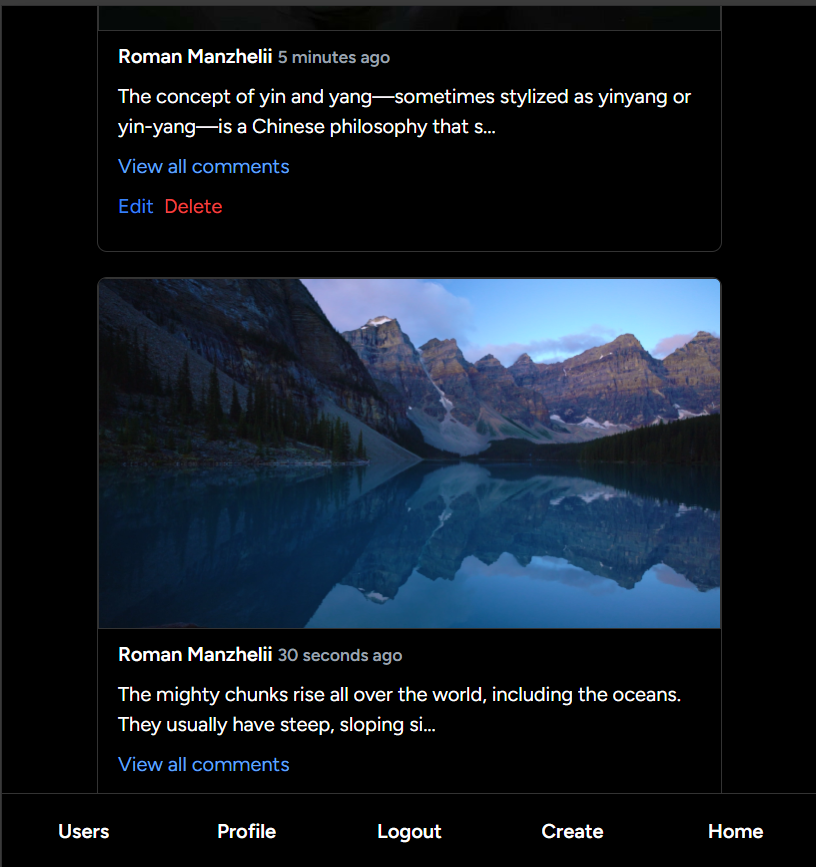 Roman Manzhelii 5 minutes ago
The concept of yin and yang—sometimes stylized as yinyang or
yin-yang—is a Chinese philosophy that s...
View all comments
Edit Delete
Roman Manzhelii 30 seconds ago
The mighty chunks rise all over the world, including the oceans.
They usually have steep, sloping si...
View all comments
Users Profile Logout Create Home